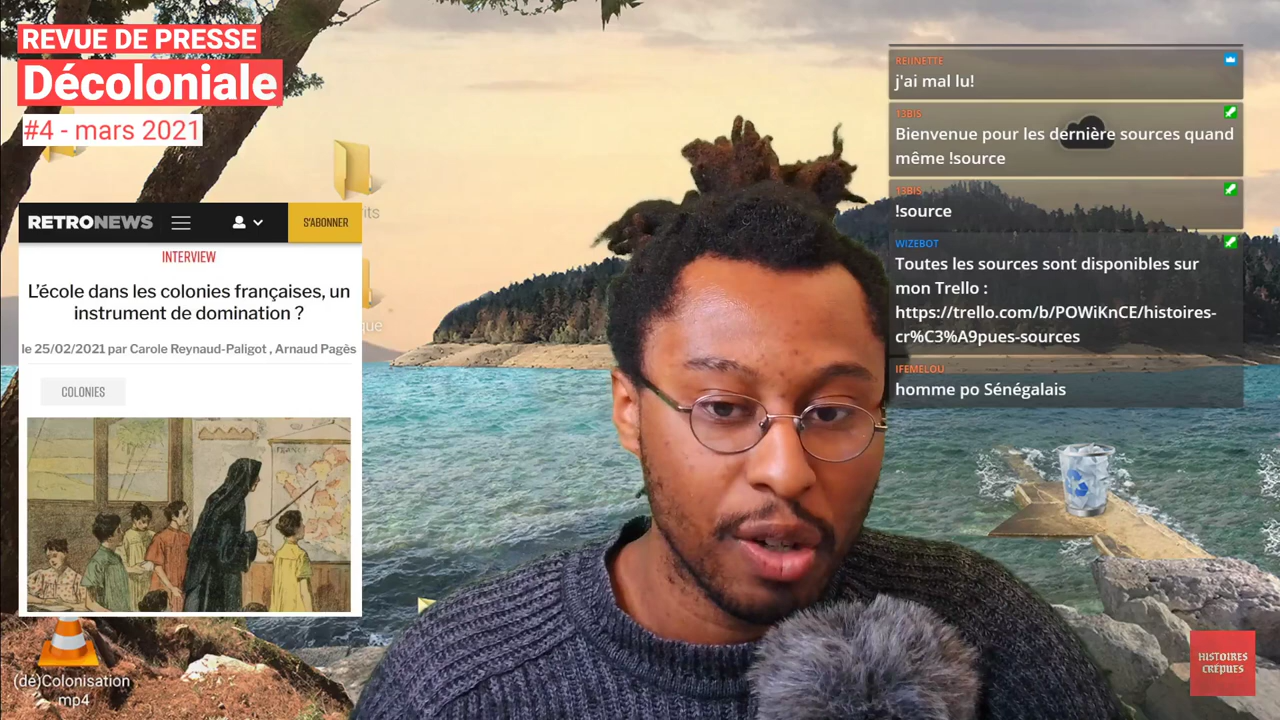 REVUE DE PRESSE
Décoloniale
#4 - mars 2021
RETRONEWS
S'ABONNER
INTERVIEW
L'école dans les colonies françaises, un
instrument de domination ?
le 25/02/2021 par Carole Reynaud-Paligot , Arnaud Pagès
COLONIES
FRANCE
(dé)Colonisation
mp4
REIINETTE
j'ai mal lu!
13BIS
Bienvenue pour les dernière sources quand
même !source
13BIS
!source
WIZEBOT
Toutes les sources sont disponibles sur
mon Trello :
https://trello.com/b/POWiKnCE/histoires-
cr%C3%A9pues-sources
IFEMELOU
homme po Sénégalais
HISTOIRES
CRÉPUES